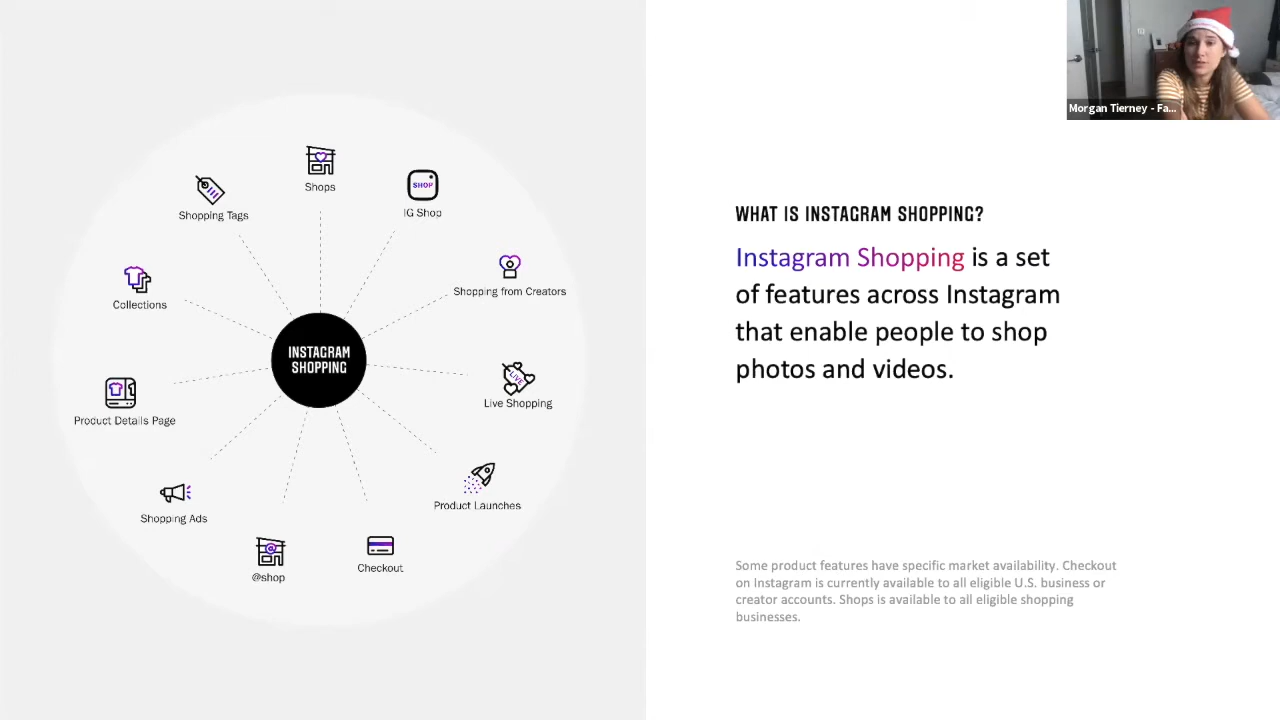 Morgan Tierney - Fa...
Shops
SHOP
IG Shop
Shopping Tags
Shopping from Creators
Collections
INSTAGRAM
SHOPPING
LIVE
Live Shopping
Product Details Page
Product Launches
Shopping Ads
@
@shop
Checkout
WHAT IS INSTAGRAM SHOPPING?
Instagram Shopping is a set
of features across Instagram
that enable people to shop
photos and videos.
Some product features have specific market availability. Checkout
on Instagram is currently available to all eligible U.S. business or
creator accounts. Shops is available to all eligible shopping
businesses.